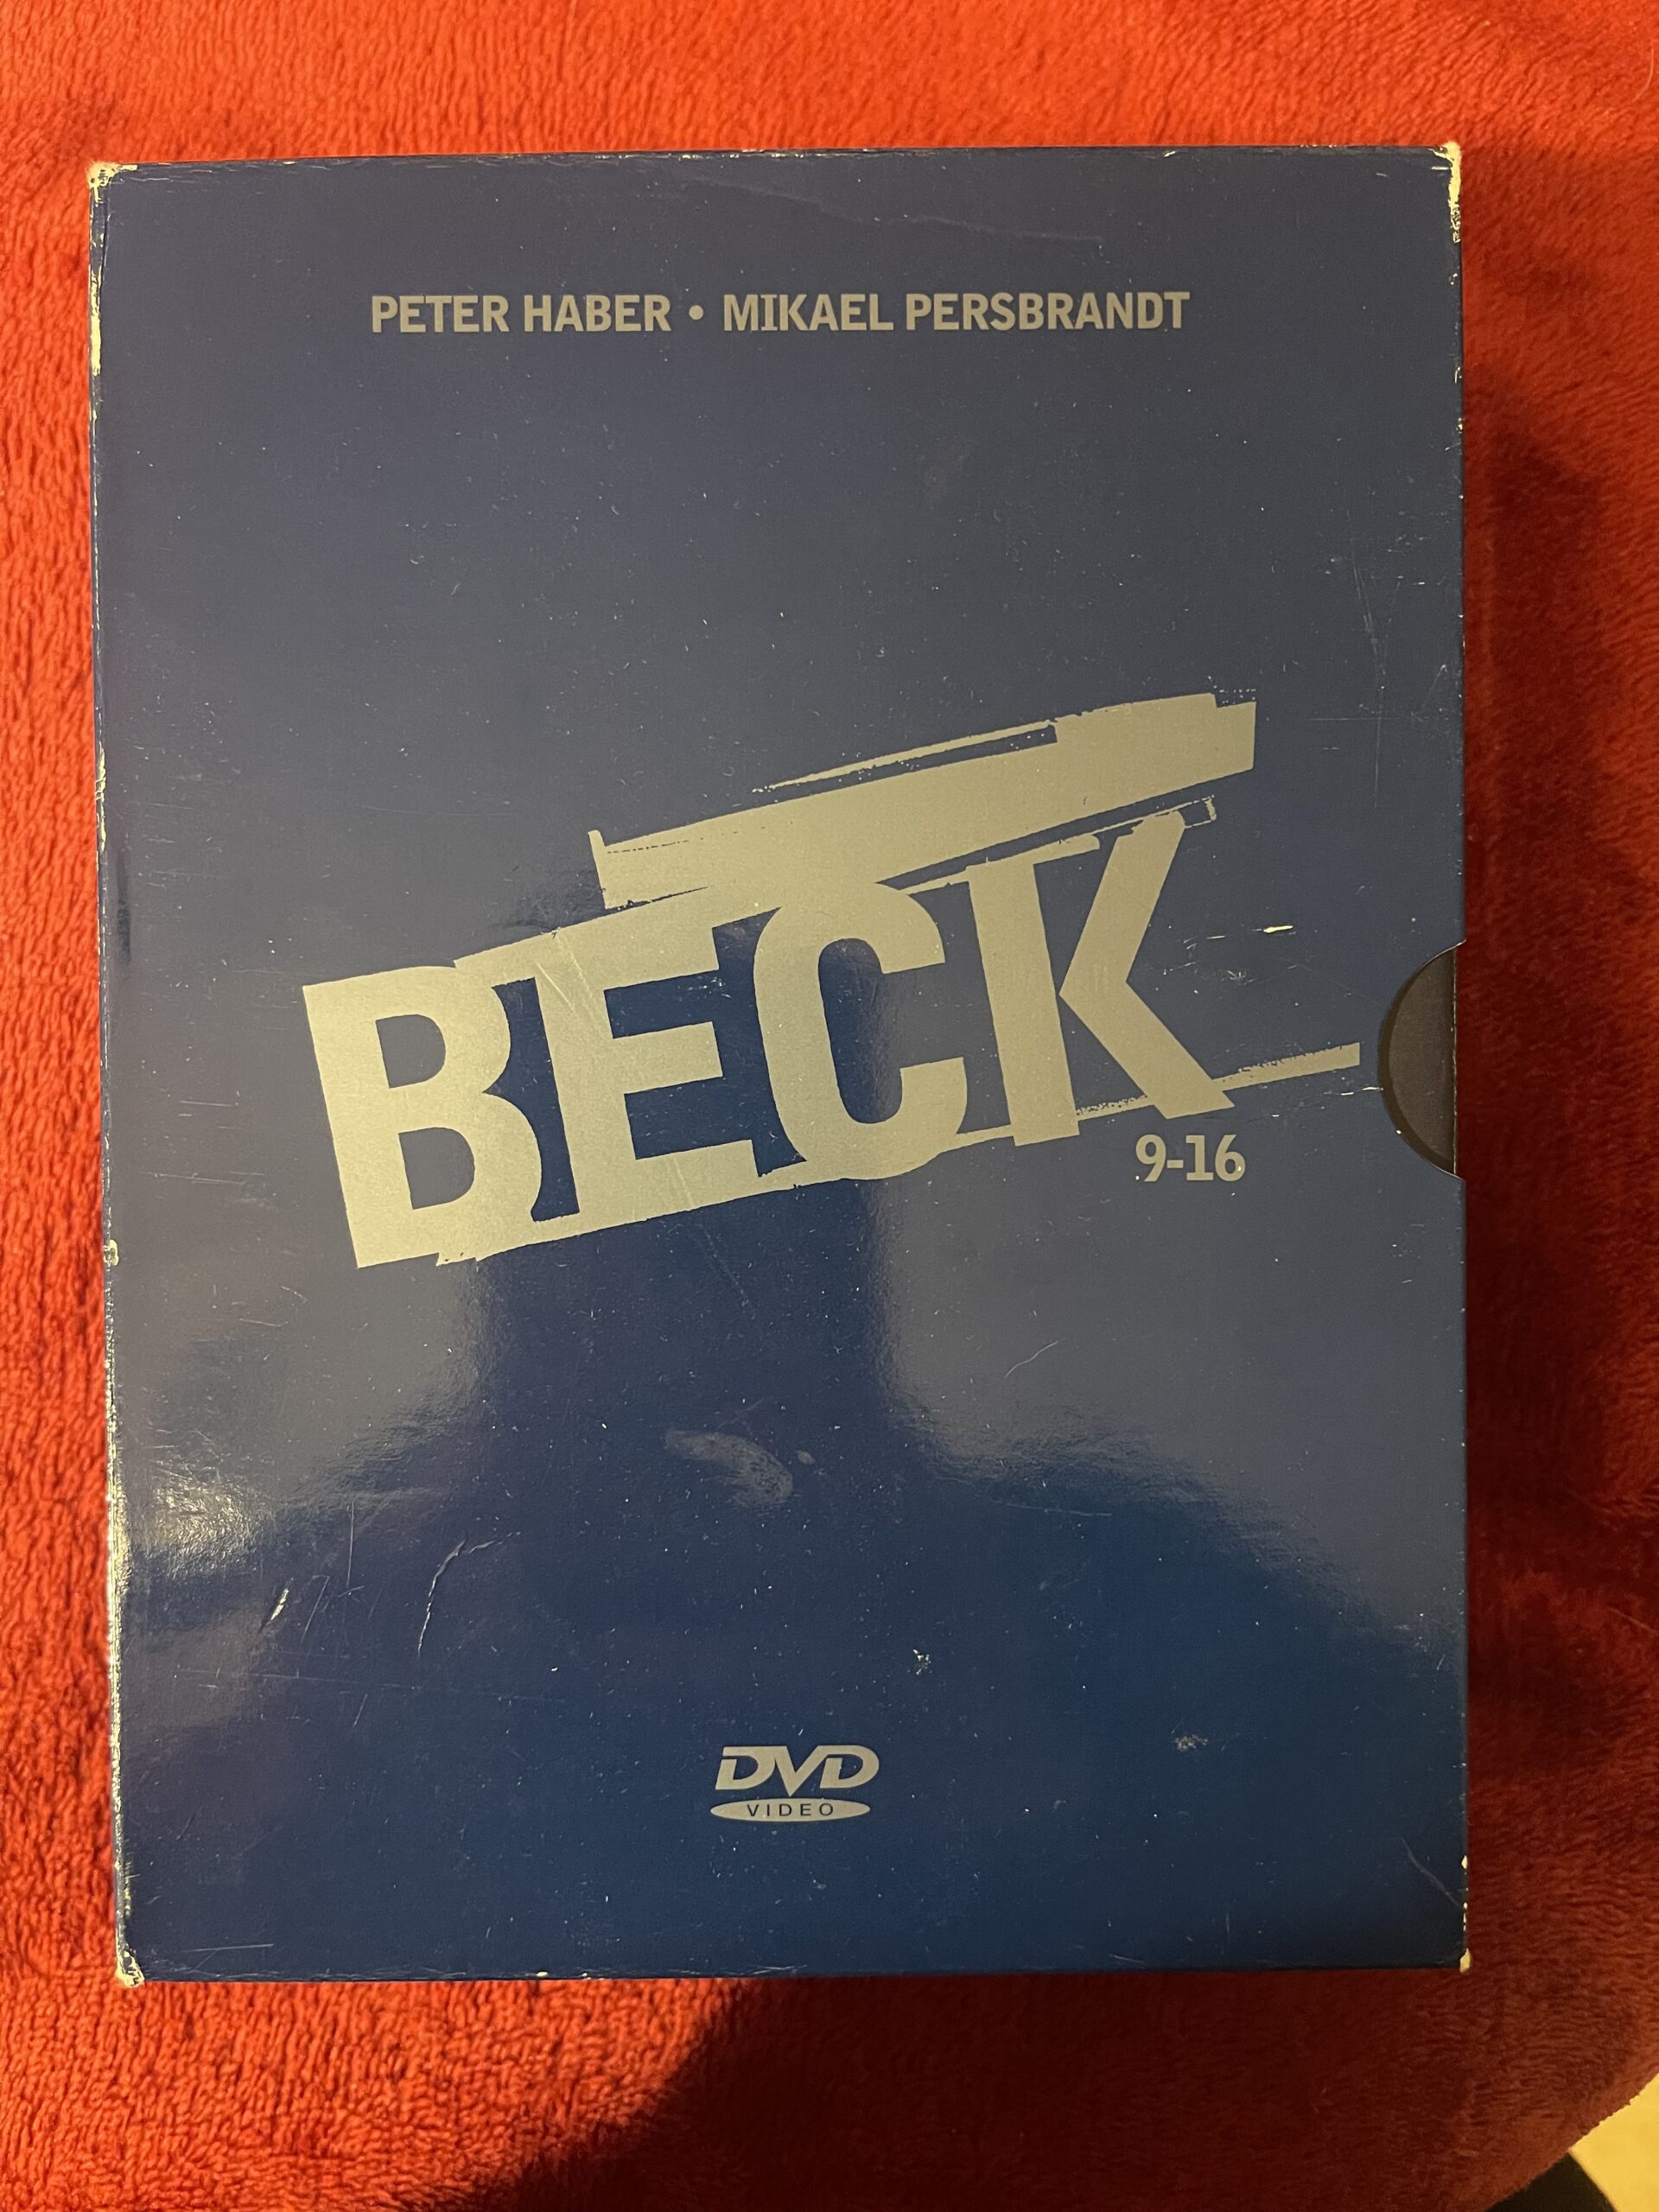 PETER HABER • MIKAEL PERSBRANDT
BECK
9-16
DVD
VIDEO